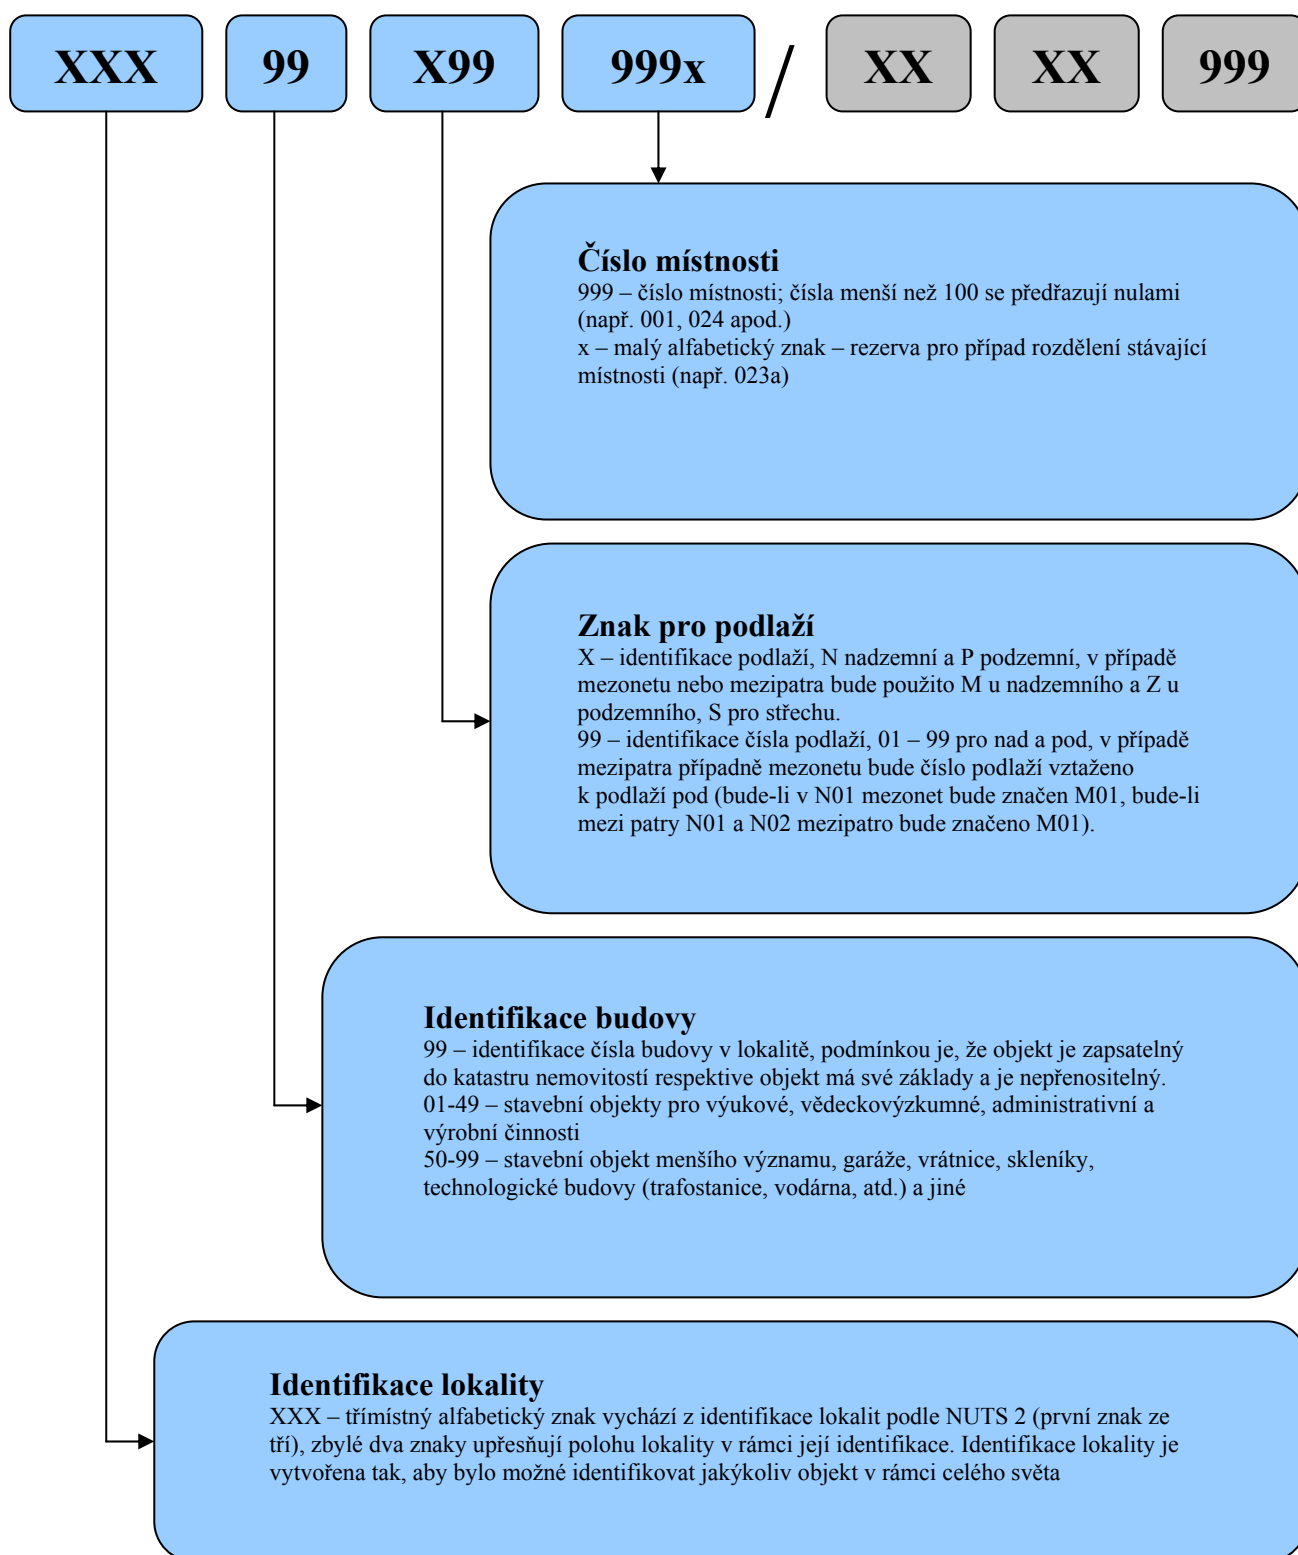 XXX 99 X99 999x / XX XX 999
Číslo místnosti
999 – číslo místnosti; čísla menší než 100 se předřazují nulami
(např. 001, 024 apod.)
x – malý alfabetický znak – rezerva pro případ rozdělení stávající
místnosti (např. 023a)
Znak pro podlaží
X – identifikace podlaží, N nadzemní a P podzemní, v případě
mezonetu nebo mezipatra bude použito M u nadzemního a Z u
podzemního, S pro střechu.
99 – identifikace čísla podlaží, 01 – 99 pro nad a pod, v případě
mezipatra případně mezonetu bude číslo podlaží vztaženo
k podlaží pod (bude-li v N01 mezonet bude značen M01, bude-li
mezi patry N01 a N02 mezipatro bude značeno M01).
Identifikace budovy
99 – identifikace čísla budovy v lokalitě, podmínkou je, že objekt je zapsatelný
do katastru nemovitostí respektive objekt má své základy a je nepřenositelný.
01-49 – stavební objekty pro výukové, vědeckovýzkumné, administrativní a
výrobní činnosti
50-99 – stavební objekt menšího významu, garáže, vrátnice, skleníky,
technologické budovy (trafostanice, vodárna, atd.) a jiné
Identifikace lokality
XXX – třímístný alfabetický znak vychází z identifikace lokalit podle NUTS 2 (první znak ze
tří), zbylé dva znaky upřesňují polohu lokality v rámci její identifikace. Identifikace lokality je
vytvořena tak, aby bylo možné identifikovat jakýkoliv objekt v rámci celého světa